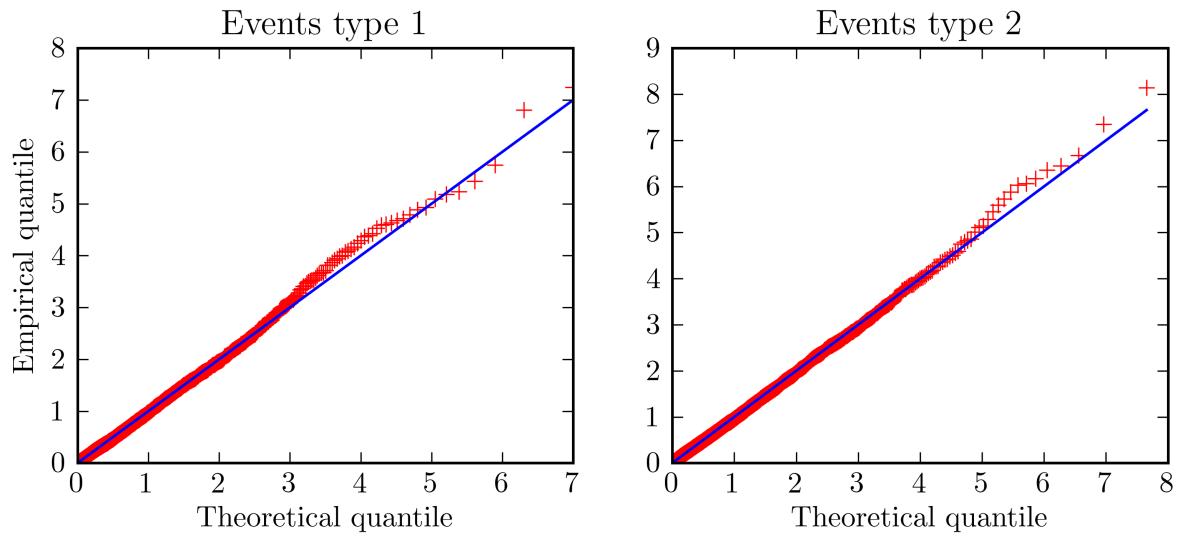 Events type 1
Empirical quantile
8
7
6
5
4
3
2
1
0
0 1 2 3 4 5 6 7
Theoretical quantile
Events type 2
9
8
7
6
5
4
3
2
1
0
0 1 2 3 4 5 6 7 8
Theoretical quantile